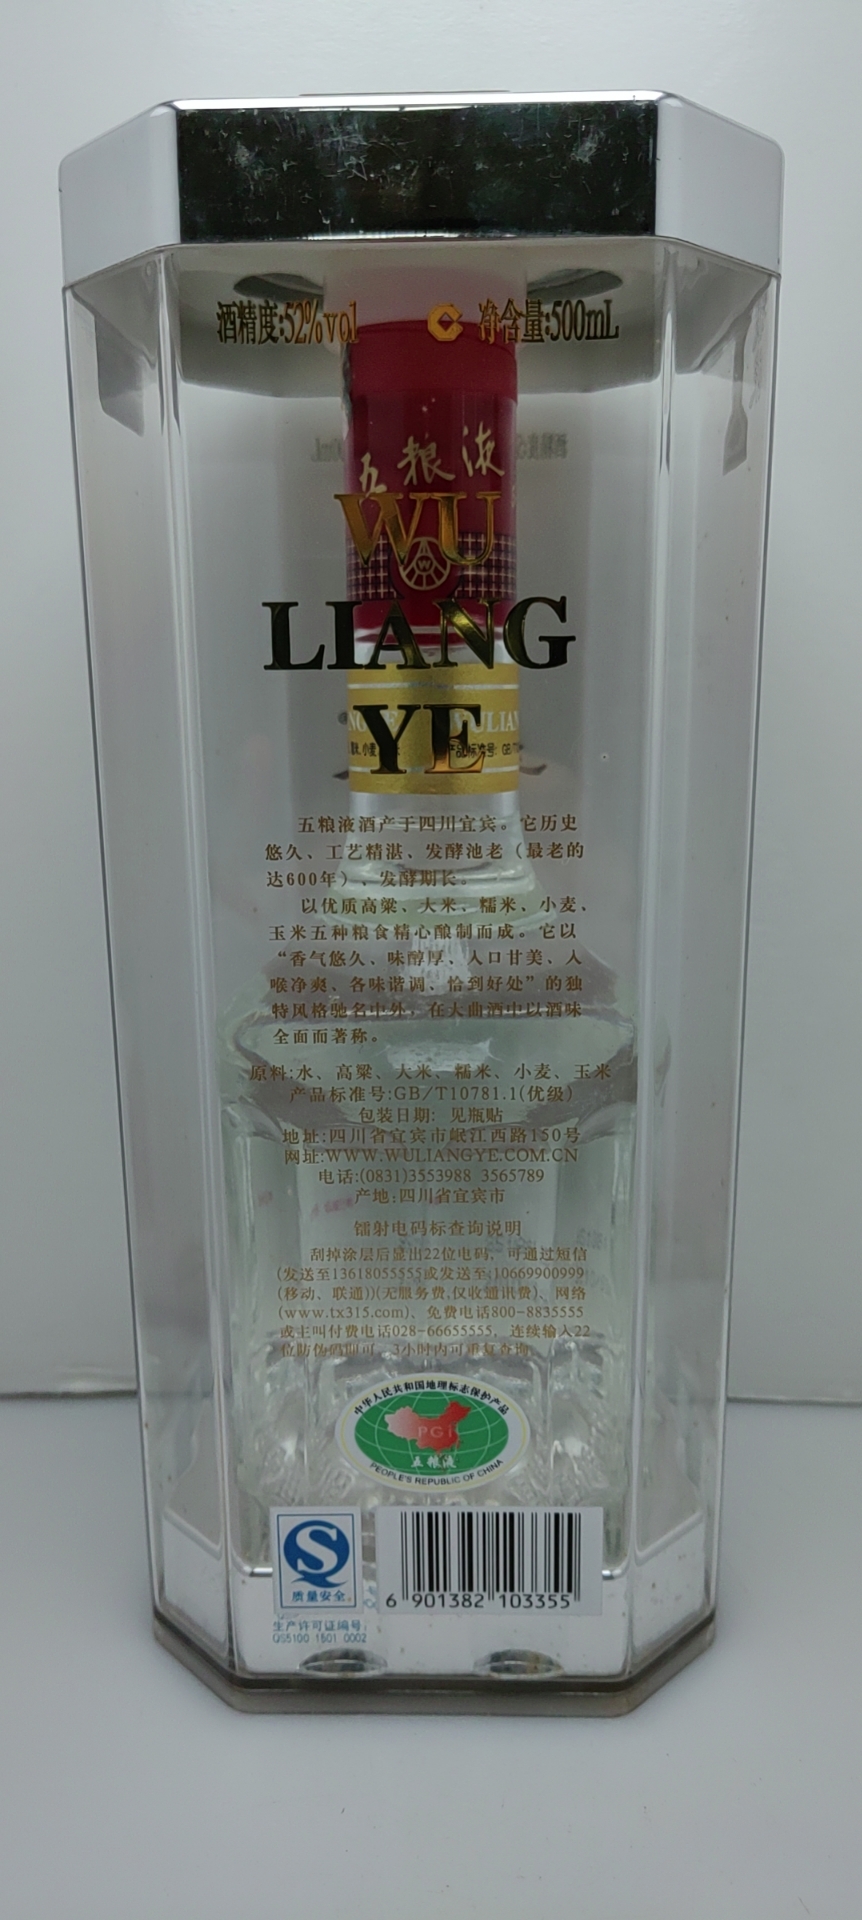 酒精度:52%vol 净含量:500mL
五粮液
WU
LIANG
YE
五粮液酒产于四川宜宾。它历史
悠久、工艺精湛、发酵池老（最老的
达600年）、发酵期长。
以优质高粱、大米、糯米、小麦、
玉米五种粮食精心酿制而成。它以
“香气悠久、味醇厚、入口甘美、入
喉净爽、各味谐调、恰到好处”的独
特风格驰名中外，在大曲酒中以酒味
全面而著称。
原料:水、高粱、大米、糯米、小麦、玉米
产品标准号:GB/T10781.1(优级)
包装日期: 见瓶贴
地址:四川省宜宾市岷江西路150号
网址:WWW.WULIANGYE.COM.CN
电话:(0831)3553988 3565789
产地:四川省宜宾市
镭射电码标查询说明
刮掉涂层后显出22位电码，可通过短信
(发送至13618055555或发送至:10669900999
(移动、联通))(无服务费,仅收通讯费)、网络
(www.tx315.com)、免费电话800-8835555
或主叫付费电话028-66655555，连续输入22
位防伪码即可，3小时内可重复查询。
中华人民共和国地理标志保护产品
PGI
五粮液
PEOPLE'S REPUBLIC OF CHINA
质量安全
6 901382 103355
生产许可证编号:
QS5100 1501 0002